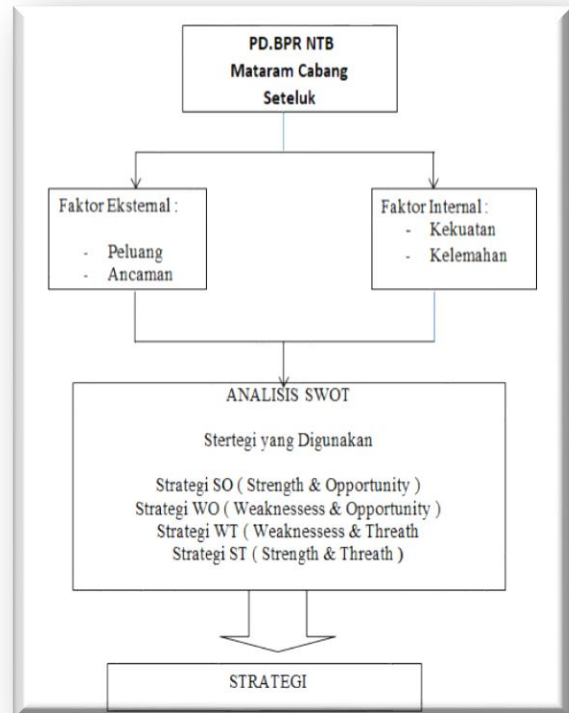 PD.BPR NTB
Mataram Cabang
Seteluk
Faktor Eksternal :
- Peluang
- Ancaman
Faktor Internal :
- Kekuatan
- Kelemahan
ANALISIS SWOT
Stertegi yang Digunakan
Strategi SO ( Strength & Opportunity )
Strategi WO ( Weaknessess & Opportunity )
Strategi WT ( Weaknessess & Threath
Strategi ST ( Strength & Threath )
STRATEGI